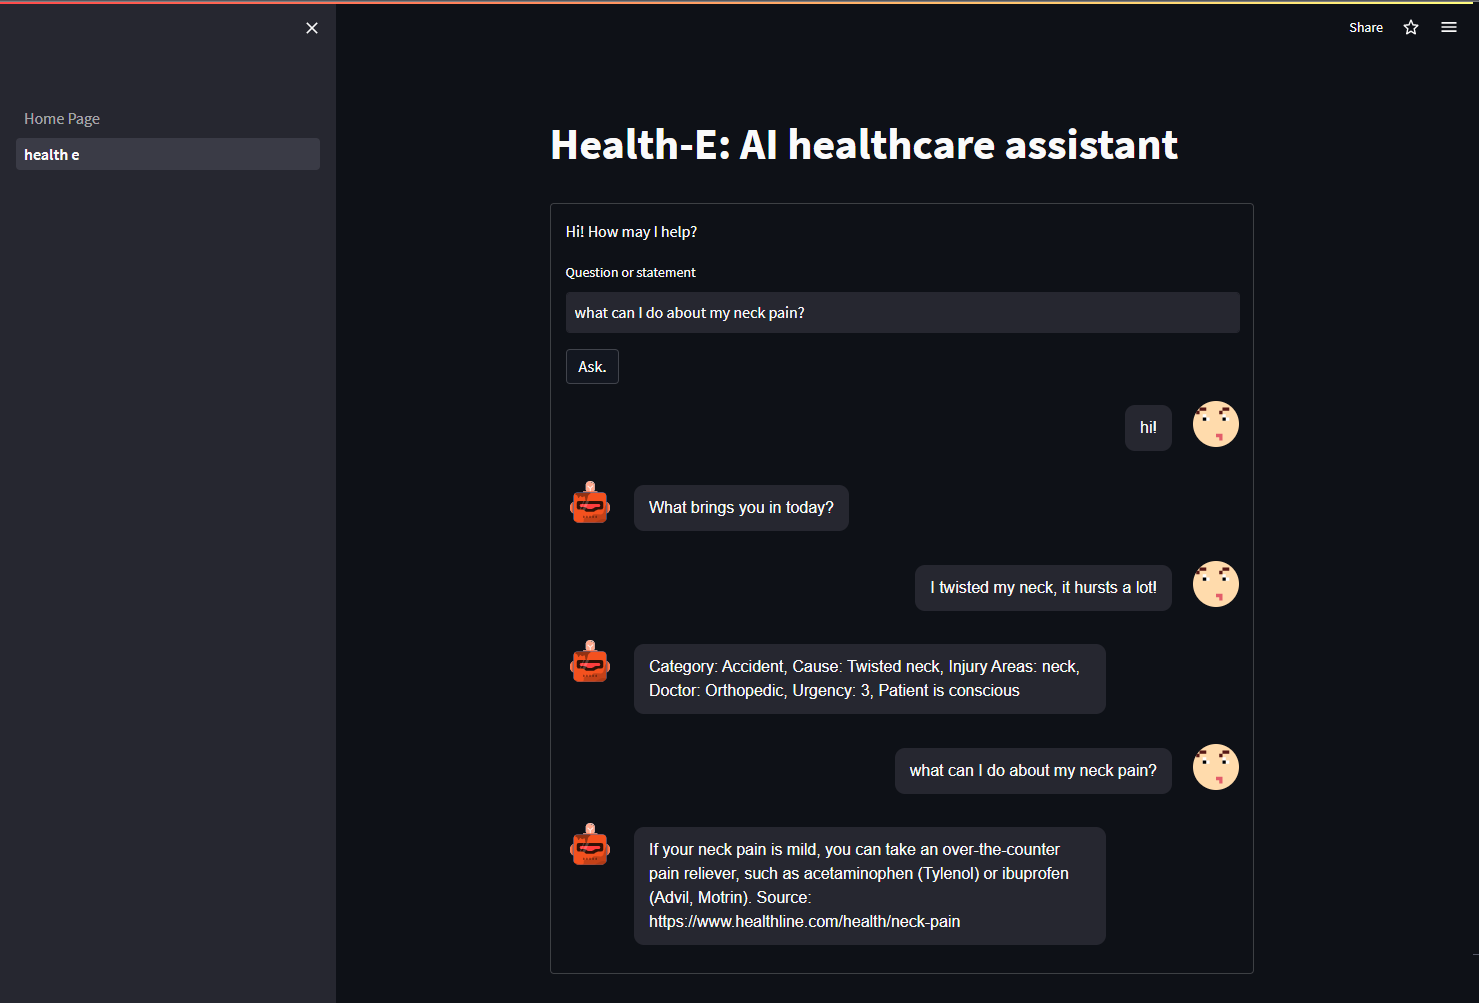 Share
Home Page
health e
Health-E: AI healthcare assistant
Hi! How may I help?
Question or statement
what can I do about my neck pain?
Ask.
hi!
What brings you in today?
I twisted my neck, it hursts a lot!
Category: Accident, Cause: Twisted neck, Injury Areas: neck,
Doctor: Orthopedic, Urgency: 3, Patient is conscious
what can I do about my neck pain?
If your neck pain is mild, you can take an over-the-counter
pain reliever, such as acetaminophen (Tylenol) or ibuprofen
(Advil, Motrin). Source:
https://www.healthline.com/health/neck-pain